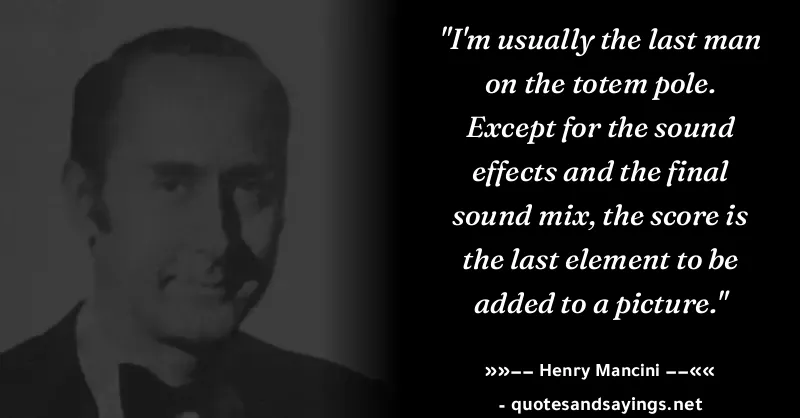 "I'm usually the last man
on the totem pole.
Except for the sound
effects and the final
sound mix, the score is
the last element to be
added to a picture."
»»–– Henry Mancini ––««
- quotesandsayings.net